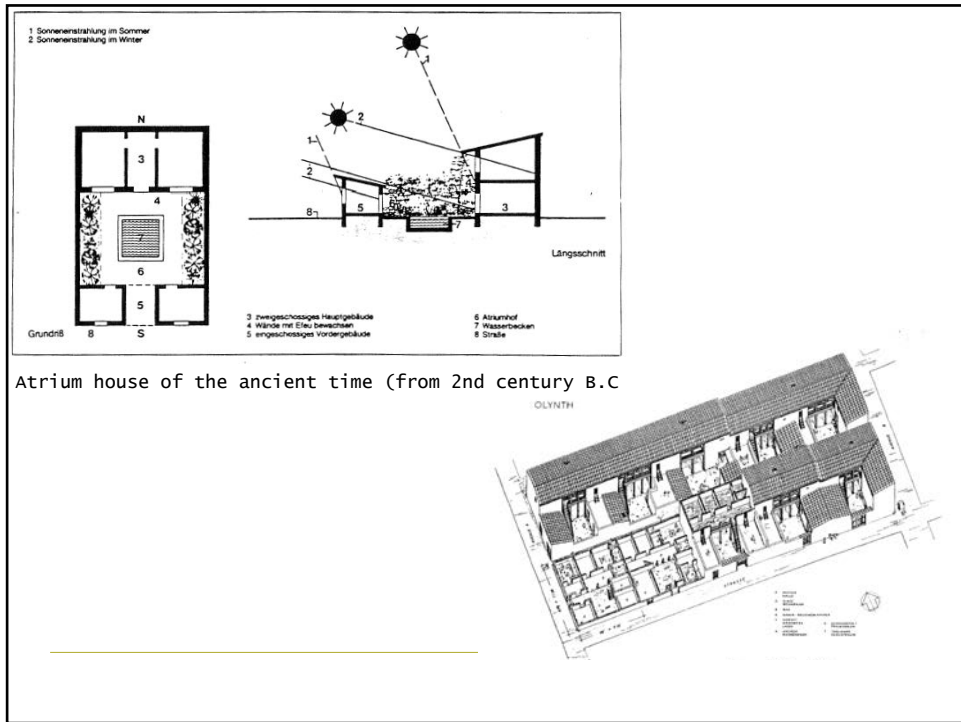 1 Sonneneinstrahlung im Sommer
2 Sonneneinstrahlung im Winter
1
2
1
2
N
3
4
7
6
5
8
S
Grundriß
8
5
7
3
Längsschnitt
3 zweigeschossiges Hauptgebäude
4 Wände mit Efeu bewachsen
5 eingeschossiges Vordergebäude
6 Atriumhof
7 Wasserbecken
8 Straße
Atrium house of the ancient time (from 2nd century B.C
OLYNTH
STRASSE